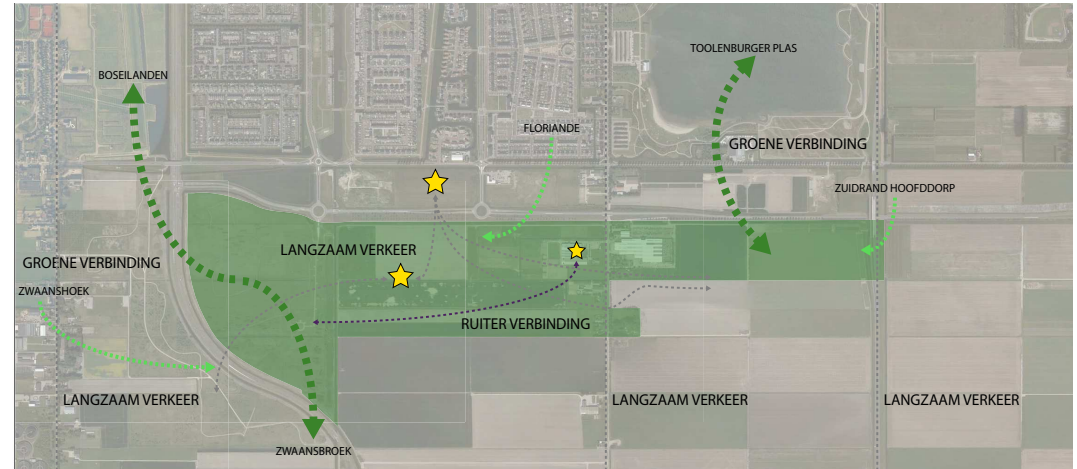 TOOLENBURGER PLAS
BOSEILANDEN
FLORIANDE
GROENE VERBINDING
ZUIDRAND HOOFDDORP
LANGZAAM VERKEER
GROENE VERBINDING
ZWAANSHOEK
RUITER VERBINDING
LANGZAAM VERKEER
LANGZAAM VERKEER
LANGZAAM VERKEER
ZWAANSBROEK